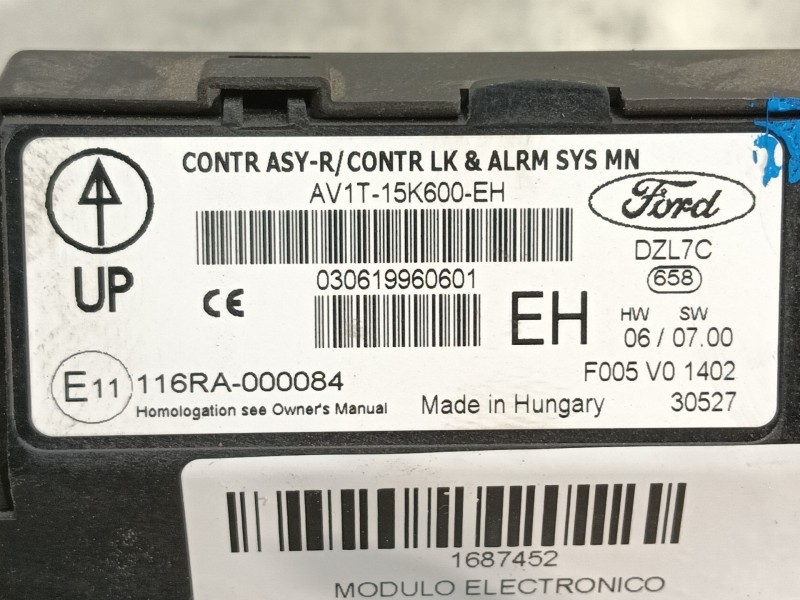 CONTR ASY-R/CONTR LK & ALRM SYS MN
AV1T-15K600-EH
Ford
UP
CE
030619960601
EH
DZL7C
658
HW SW
06 / 07.00
F005 V0 1402
30527
E11 116RA-000084
Homologation see Owner's Manual
Made in Hungary
1687452
MODULO ELECTRONICO